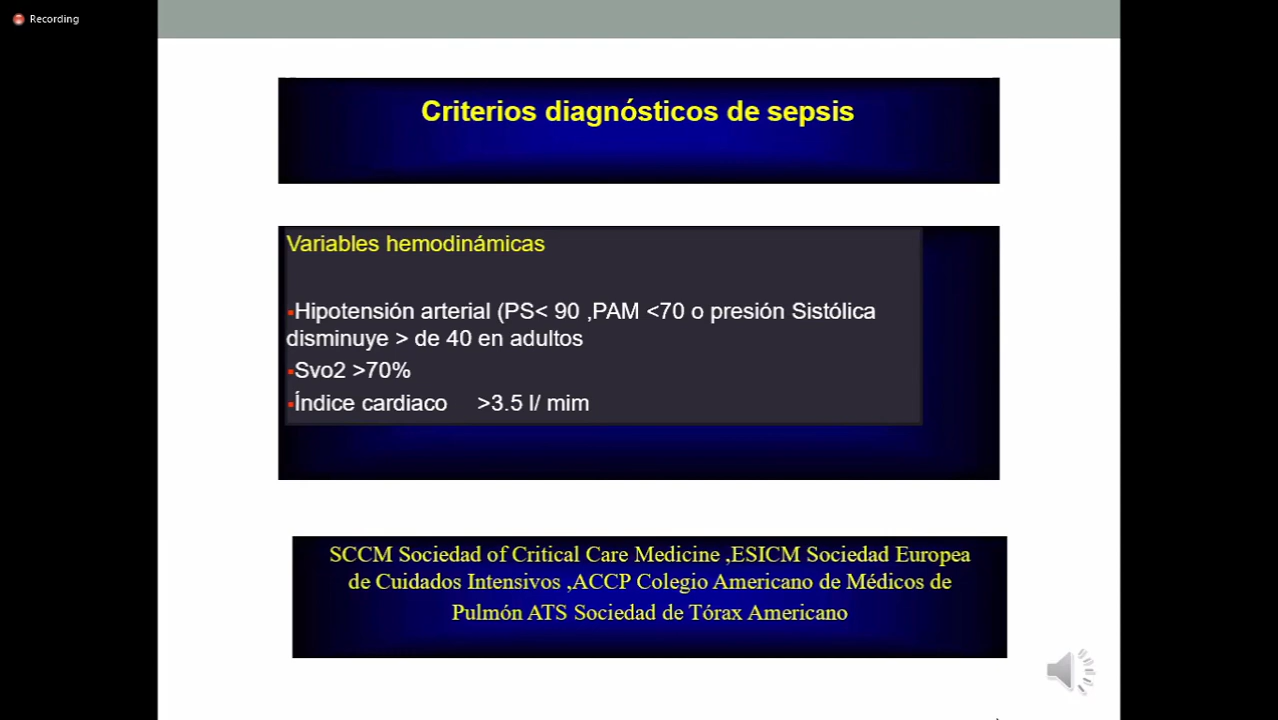 Recording
Criterios diagnósticos de sepsis
Variables hemodinámicas
▪Hipotensión arterial (PS< 90 ,PAM <70 o presión Sistólica
disminuye > de 40 en adultos
▪Svo2 >70%
▪Índice cardiaco >3.5 l/ mim
SCCM Sociedad of Critical Care Medicine ,ESICM Sociedad Europea
de Cuidados Intensivos ,ACCP Colegio Americano de Médicos de
Pulmón ATS Sociedad de Tórax Americano